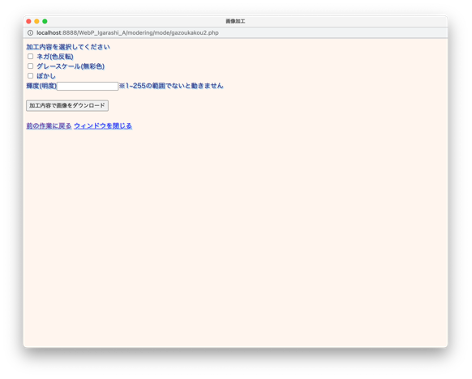 画像加工
localhost:8888/WebP_Igarashi_A/modering/mode/gazoukakou2.php
加工内容を選択してください
ネガ(色反転)
グレースケール(無彩色)
ぼかし
輝度(明度) ※1~255の範囲でないと動きません
加工内容で画像をダウンロード
前の作業に戻る ウィンドウを閉じる